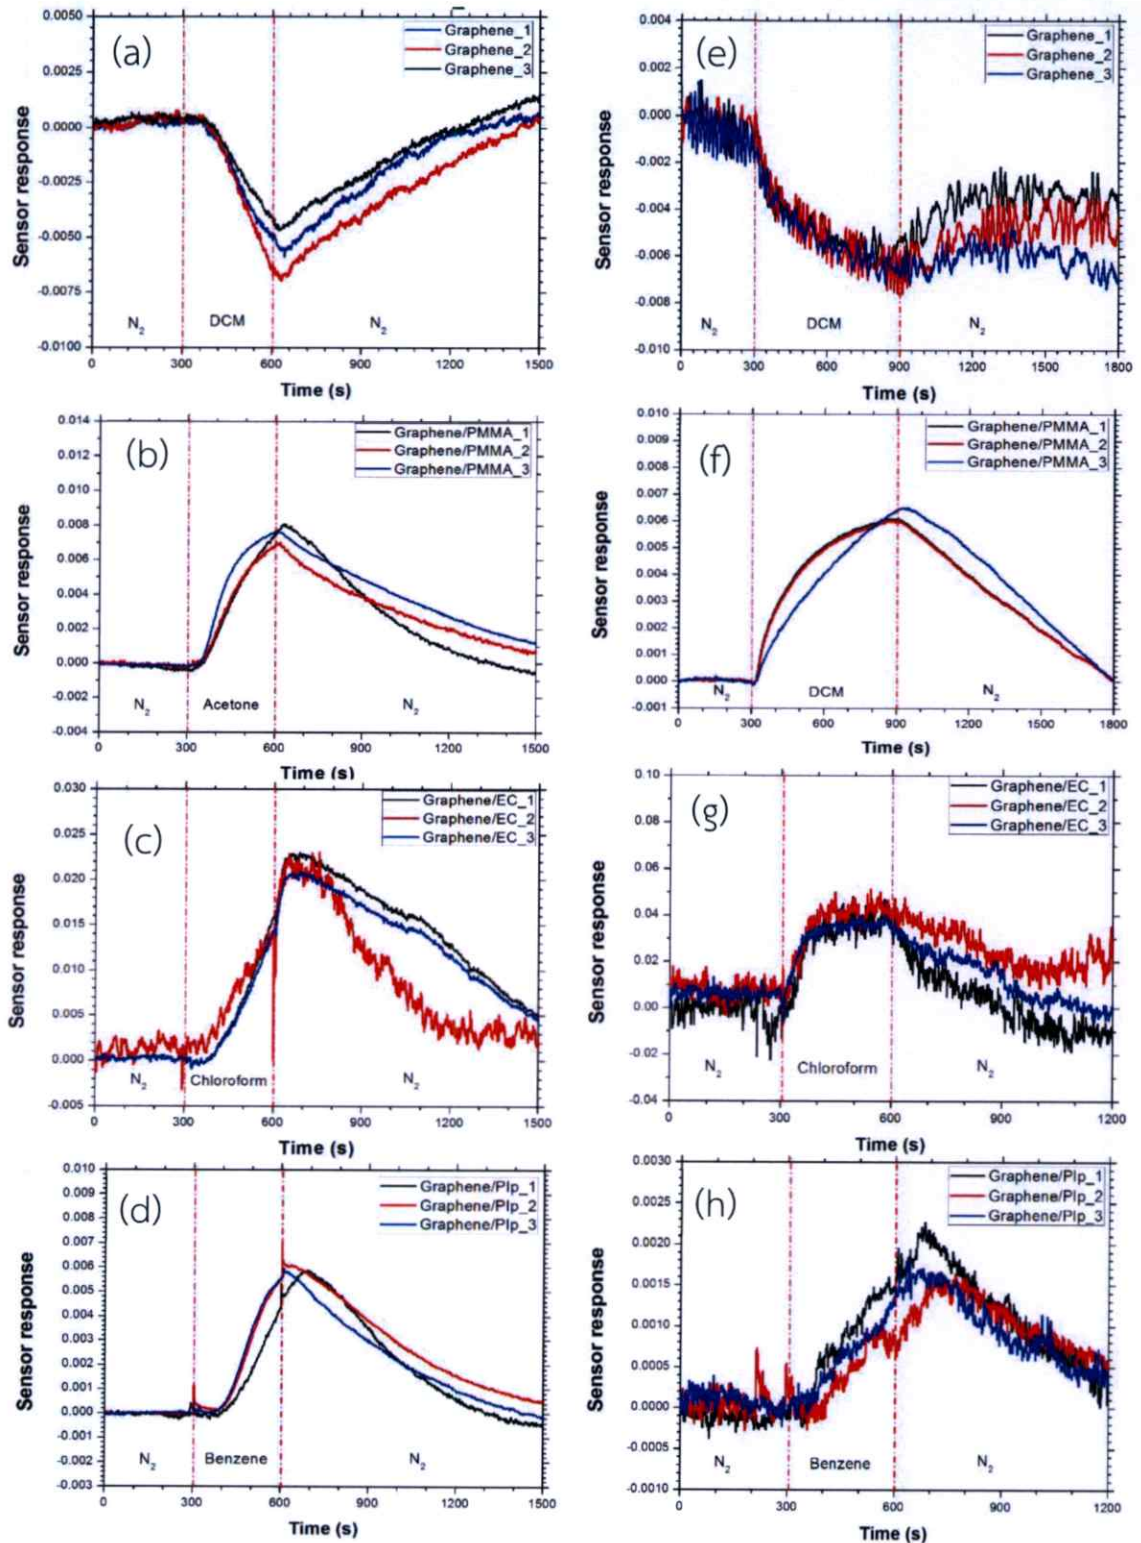 (a)
Graphene_1
Graphene_2
Graphene_3
Sensor response
0.0050
0.0025
0.0000
-0.0025
-0.0050
-0.0075
-0.0100
N2
DCM
N2
0 300 600 900 1200 1500
Time (s)
(e)
Graphene_1
Graphene_2
Graphene_3
Sensor response
0.004
0.002
0.000
-0.002
-0.004
-0.006
-0.008
-0.010
N2
DCM
N2
0 300 600 900 1200 1500 1800
Time (s)
(b)
Graphene/PMMA_1
Graphene/PMMA_2
Graphene/PMMA_3
Sensor response
0.014
0.012
0.010
0.008
0.006
0.004
0.002
0.000
-0.002
-0.004
N2
Acetone
N2
0 300 600 900 1200 1500
Time (s)
(f)
Graphene/PMMA_1
Graphene/PMMA_2
Graphene/PMMA_3
Sensor response
0.010
0.009
0.008
0.007
0.006
0.005
0.004
0.003
0.002
0.001
0.000
-0.001
N2
DCM
N2
0 300 600 900 1200 1500 1800
Time (s)
(c)
Graphene/EC_1
Graphene/EC_2
Graphene/EC_3
Sensor response
0.030
0.025
0.020
0.015
0.010
0.005
0.000
-0.005
N2
Chloroform
N2
0 300 600 900 1200 1500
Time (s)
(g)
Graphene/EC_1
Graphene/EC_2
Graphene/EC_3
Sensor response
0.10
0.08
0.06
0.04
0.02
0.00
-0.02
-0.04
N2
Chloroform
N2
0 300 600 900 1200
Time (s)
(d)
Graphene/PIp_1
Graphene/PIp_2
Graphene/PIp_3
Sensor response
0.010
0.009
0.008
0.007
0.006
0.005
0.004
0.003
0.002
0.001
0.000
-0.001
-0.002
-0.003
N2
Benzene
N2
0 300 600 900 1200 1500
Time (s)
(h)
Graphene/PIp_1
Graphene/PIp_2
Graphene/PIp_3
Sensor response
0.0030
0.0025
0.0020
0.0015
0.0010
0.0005
0.0000
-0.0005
-0.0010
N2
Benzene
N2
0 300 600 900 1200
Time (s)